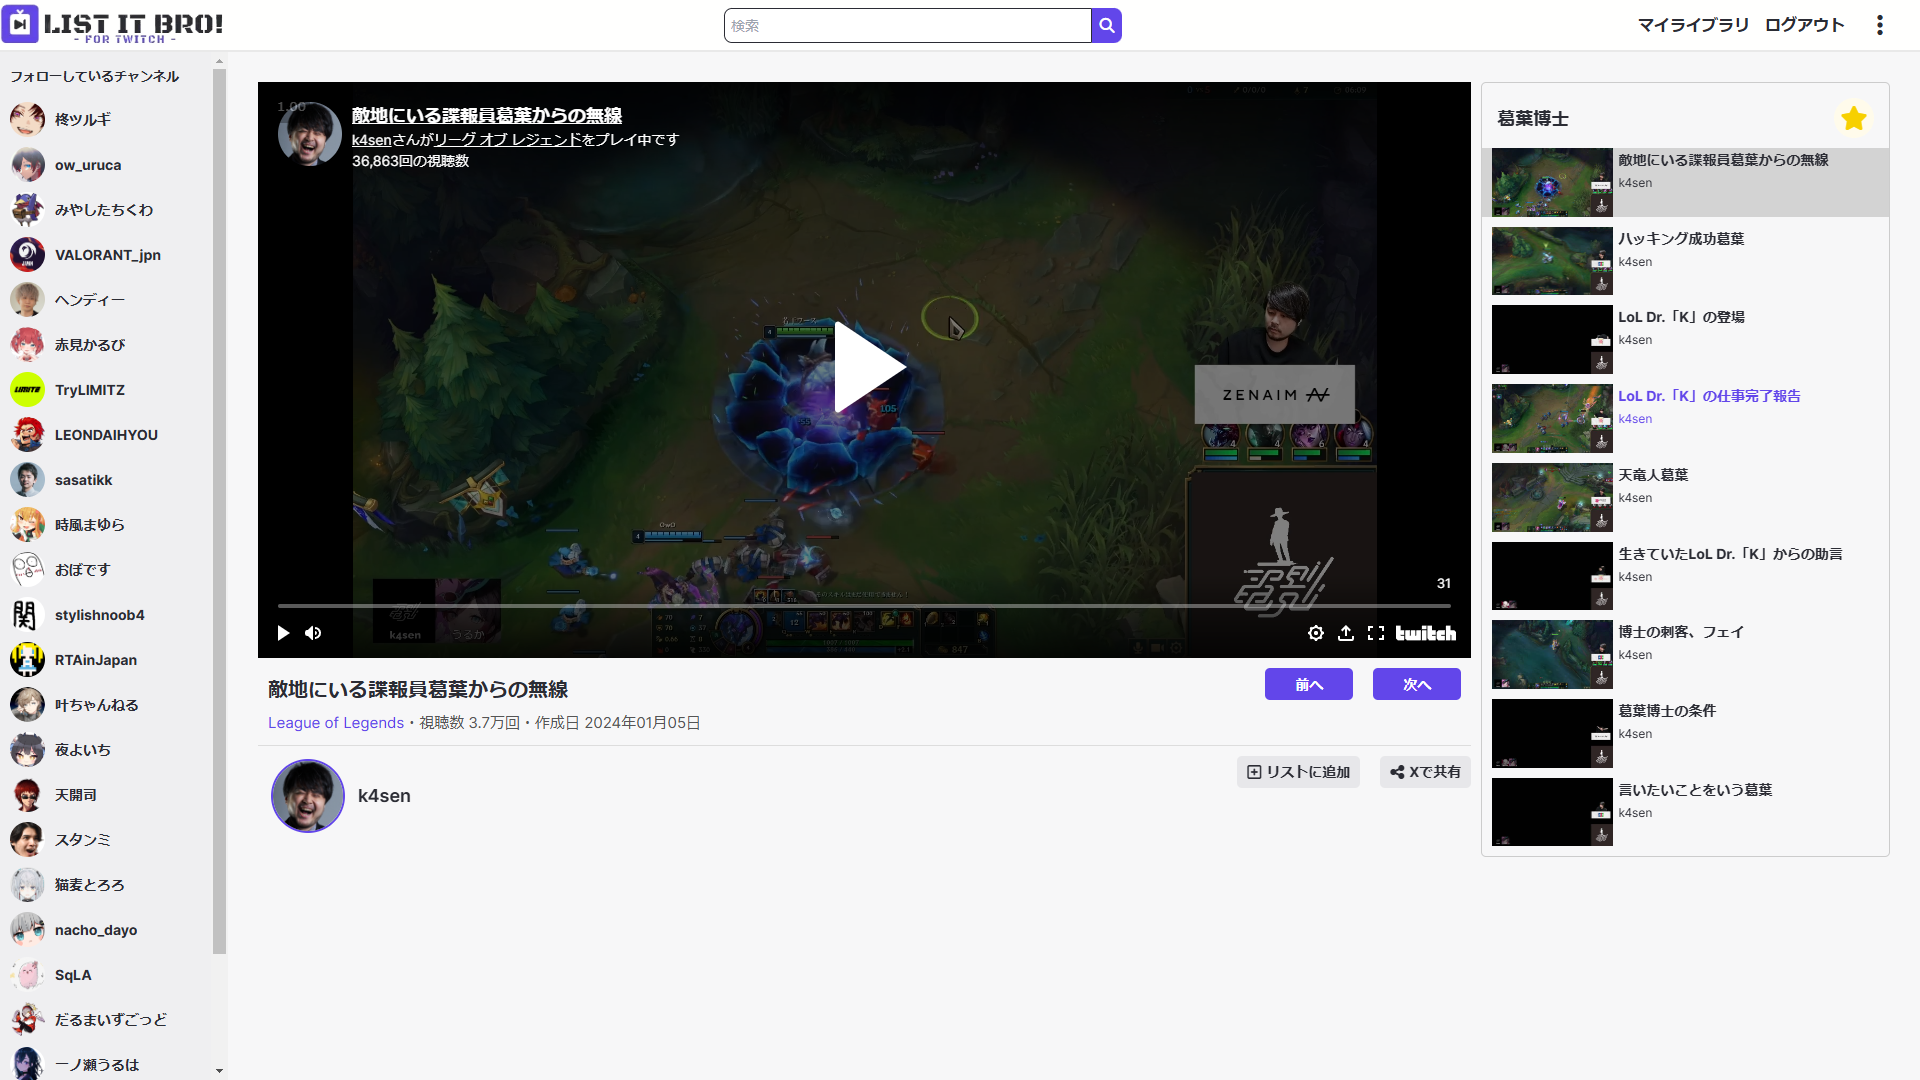 LIST IT BRO!
- FOR TWITCH -
検索
マイライブラリ
ログアウト
フォローしているチャンネル
柊ツルギ
ow_uruca
みやしたちくわ
VALORANT_jpn
ヘンディー
赤見かるび
TryLIMITZ
LEONDAIHYOU
sasatikk
時風まゆら
おぼです
stylishnoob4
RTAinJapan
叶ちゃんねる
夜よいち
天開司
スタンミ
猫麦とろろ
nacho_dayo
SqLA
だるまいずごっど
一ノ瀬うるは
1.00
敵地にいる諜報員葛葉からの無線
k4senさんがリーグ オブ レジェンドをプレイ中です
36,863回の視聴数
ZENAIM
105
OwO
k4sen
うるか
847
31
twitch
敵地にいる諜報員葛葉からの無線
前へ
次へ
League of Legends・視聴数 3.7万回・作成日 2024年01月05日
k4sen
リストに追加
Xで共有
葛葉博士
敵地にいる諜報員葛葉からの無線
k4sen
ハッキング成功葛葉
k4sen
LoL Dr.「K」の登場
k4sen
LoL Dr.「K」の仕事完了報告
k4sen
天竜人葛葉
k4sen
生きていたLoL Dr.「K」からの助言
k4sen
博士の刺客、フェイ
k4sen
葛葉博士の条件
k4sen
言いたいことをいう葛葉
k4sen